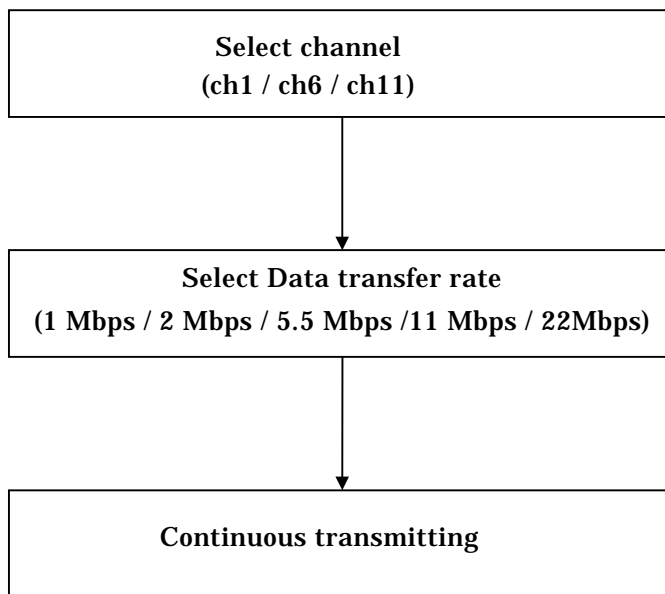 Select channel
(ch1 / ch6 / ch11)
Select Data transfer rate
(1 Mbps / 2 Mbps / 5.5 Mbps /11 Mbps / 22Mbps)
Continuous transmitting